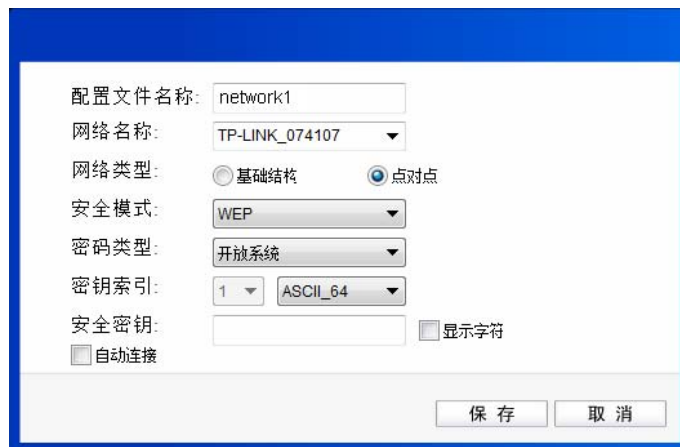 配置文件名称: network1
网络名称: TP-LINK_074107
网络类型: 基础结构 点对点
安全模式: WEP
密码类型: 开放系统
密钥索引: 1 ASCII_64
安全密钥: 显示字符
自动连接
保存 取消